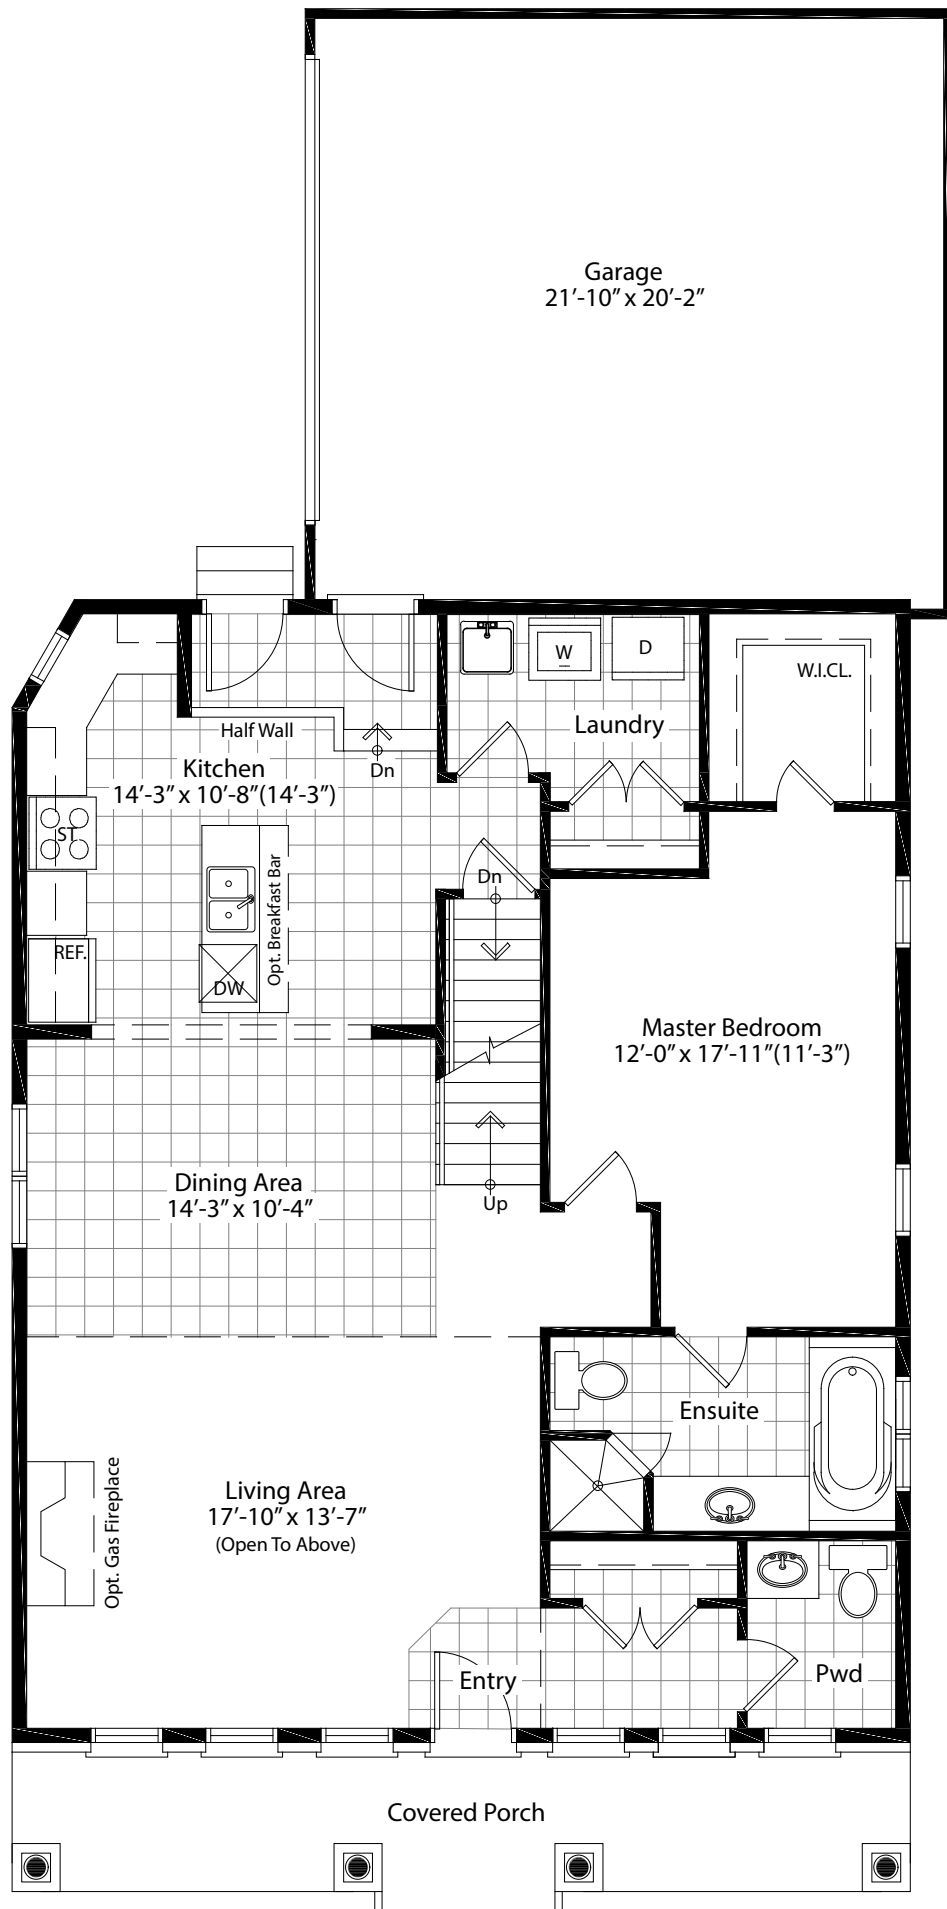 Garage
21’-10” x 20’-2”
W
D
W.I.CL.
Laundry
Half Wall
Dn
Kitchen
14’-3” x 10’-8”(14’-3”)
ST
Opt. Breakfast Bar
Dn
REF.
DW
Master Bedroom
12’-0” x 17’-11”(11’-3”)
Dining Area
14’-3” x 10’-4”
Up
Ensuite
Opt. Gas Fireplace
Living Area
17’-10” x 13’-7”
(Open To Above)
Entry
Pwd
Covered Porch